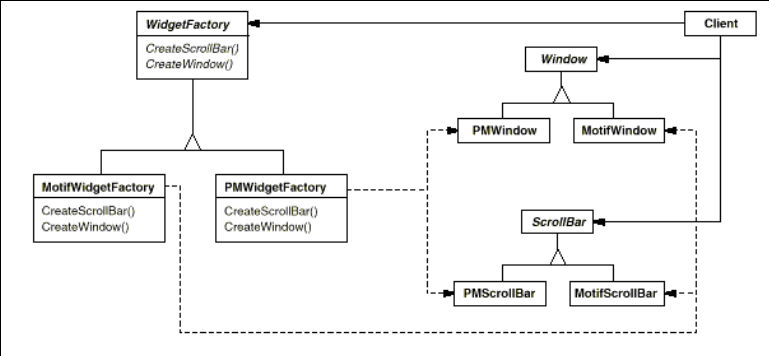 WidgetFactory
CreateScrollBar()
CreateWindow()
Client
Window
PMWindow
MotifWindow
MotifWidgetFactory
CreateScrollBar()
CreateWindow()
PMWidgetFactory
CreateScrollBar()
CreateWindow()
ScrollBar
PMScrollBar
MotifScrollBar